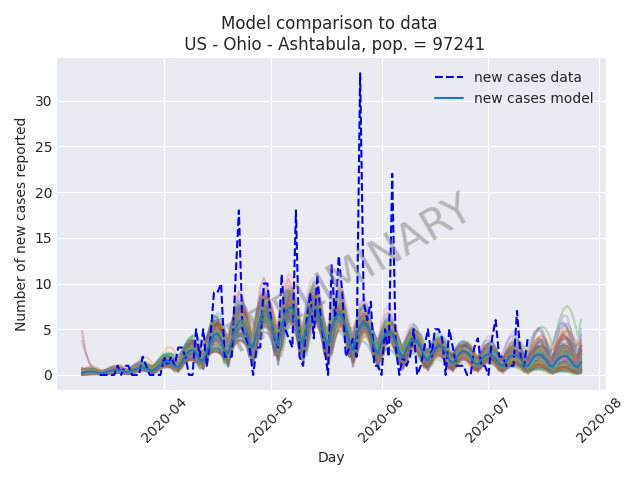 Model comparison to data
US - Ohio - Ashtabula, pop. = 97241
new cases data
new cases model
Number of new cases reported
30
25
20
15
10
5
0
PRELIMINARY
2020-04
2020-05
2020-06
2020-07
2020-08
Day